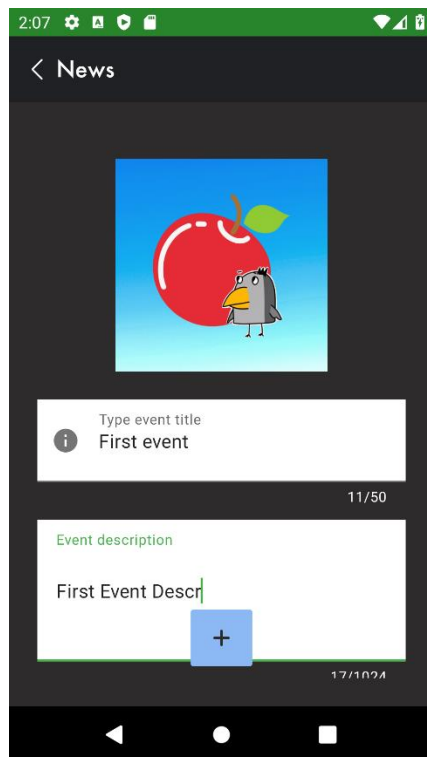 2:07
News
Type event title
First event
11/50
Event description
First Event Descr
+
17/1024